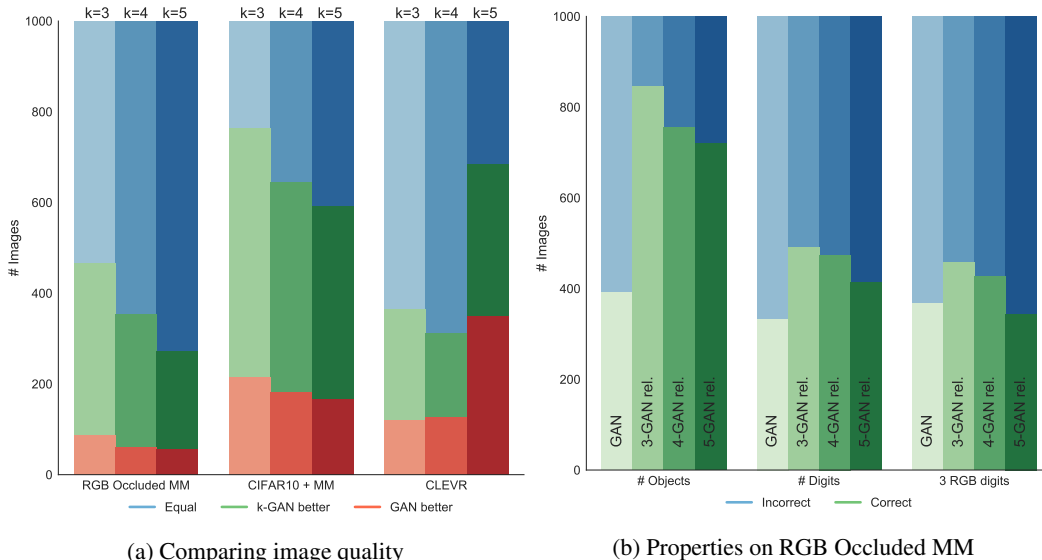 k=3 k=4 k=5 k=3 k=4 k=5 k=3 k=4 k=5
1000
800
600
400
200
0
# Images
RGB Occluded MM CIFAR10 + MM CLEVR
Equal k-GAN better GAN better
(a) Comparing image quality
1000
800
600
400
200
0
# Images
GAN 3-GAN rel. 4-GAN rel. 5-GAN rel. GAN 3-GAN rel. 4-GAN rel. 5-GAN rel. GAN 3-GAN rel. 4-GAN rel. 5-GAN rel.
# Objects # Digits 3 RGB digits
Incorrect Correct
(b) Properties on RGB Occluded MM